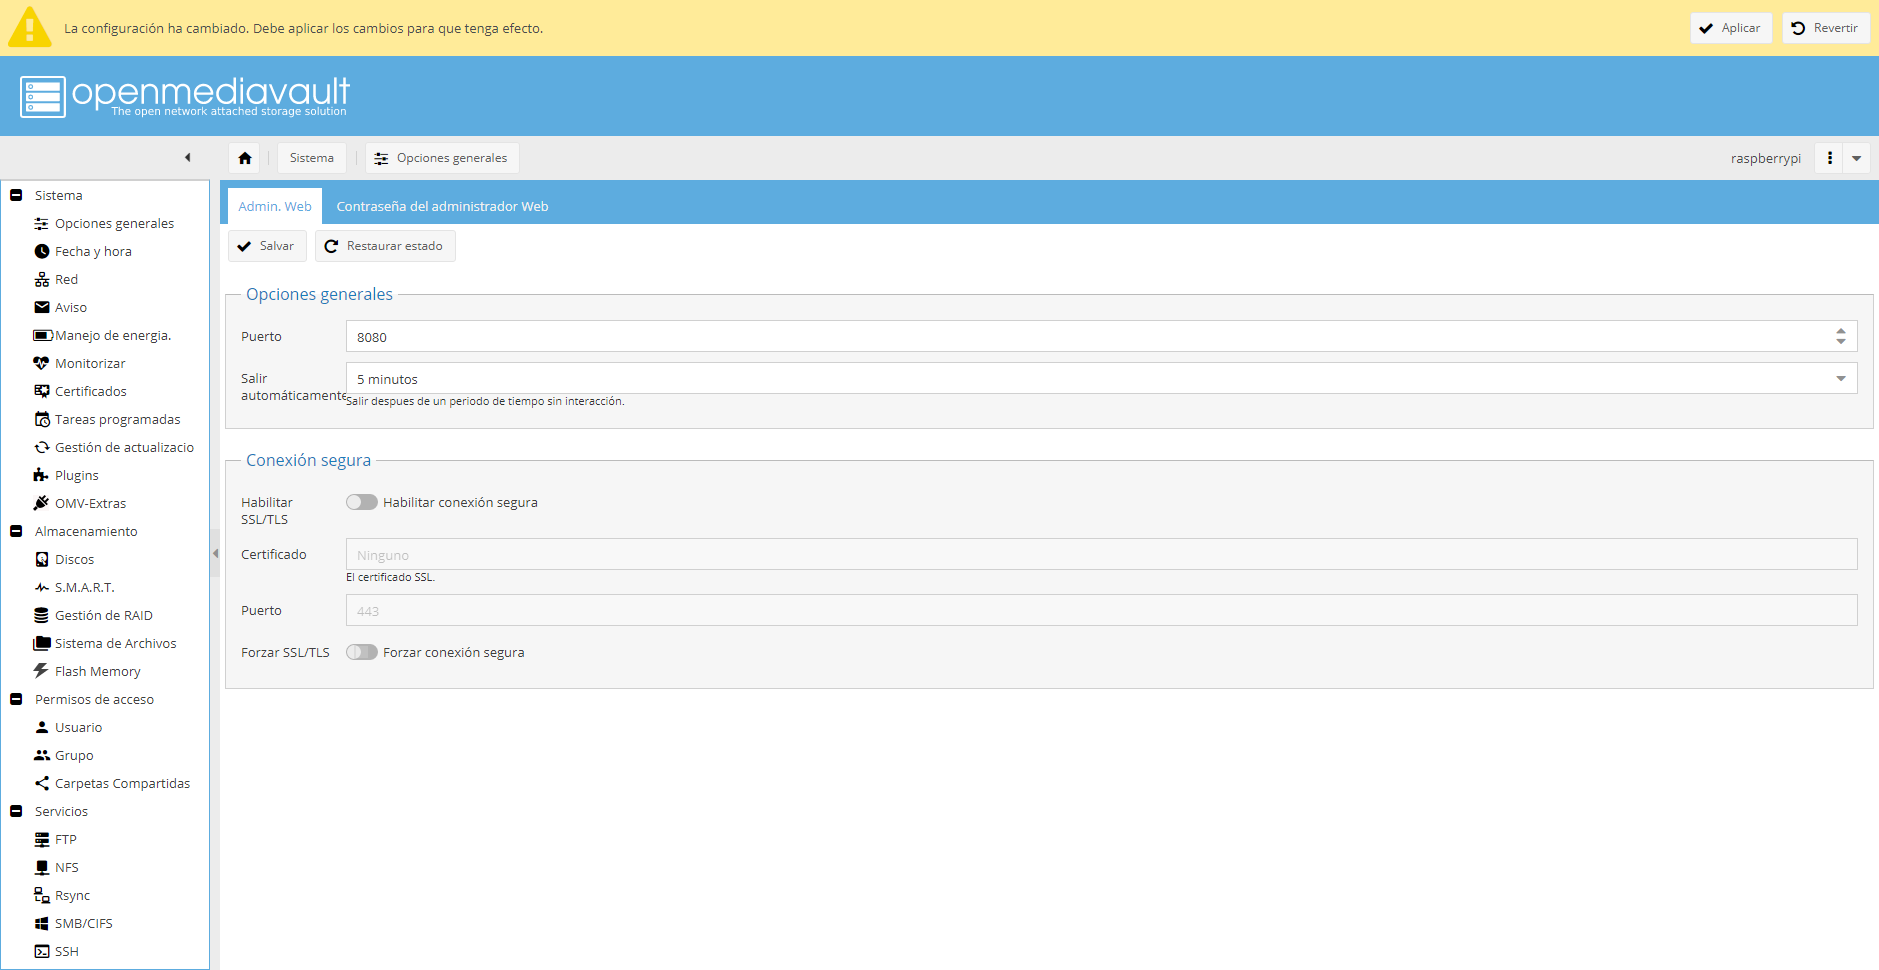 La configuración ha cambiado. Debe aplicar los cambios para que tenga efecto.
Aplicar
Revertir
openmediavault
The open network attached storage solution
Sistema
Opciones generales
raspberrypi
Sistema
Opciones generales
Fecha y hora
Red
Aviso
Manejo de energia.
Monitorizar
Certificados
Tareas programadas
Gestión de actualizacio
Plugins
OMV-Extras
Almacenamiento
Discos
S.M.A.R.T.
Gestión de RAID
Sistema de Archivos
Flash Memory
Permisos de acceso
Usuario
Grupo
Carpetas Compartidas
Servicios
FTP
NFS
Rsync
SMB/CIFS
SSH
Admin. Web
Contraseña del administrador Web
Salvar
Restaurar estado
Opciones generales
Puerto
8080
Salir
automáticamente
5 minutos
Salir despues de un periodo de tiempo sin interacción.
Conexión segura
Habilitar
SSL/TLS
Habilitar conexión segura
Certificado
Ninguno
El certificado SSL.
Puerto
443
Forzar SSL/TLS
Forzar conexión segura